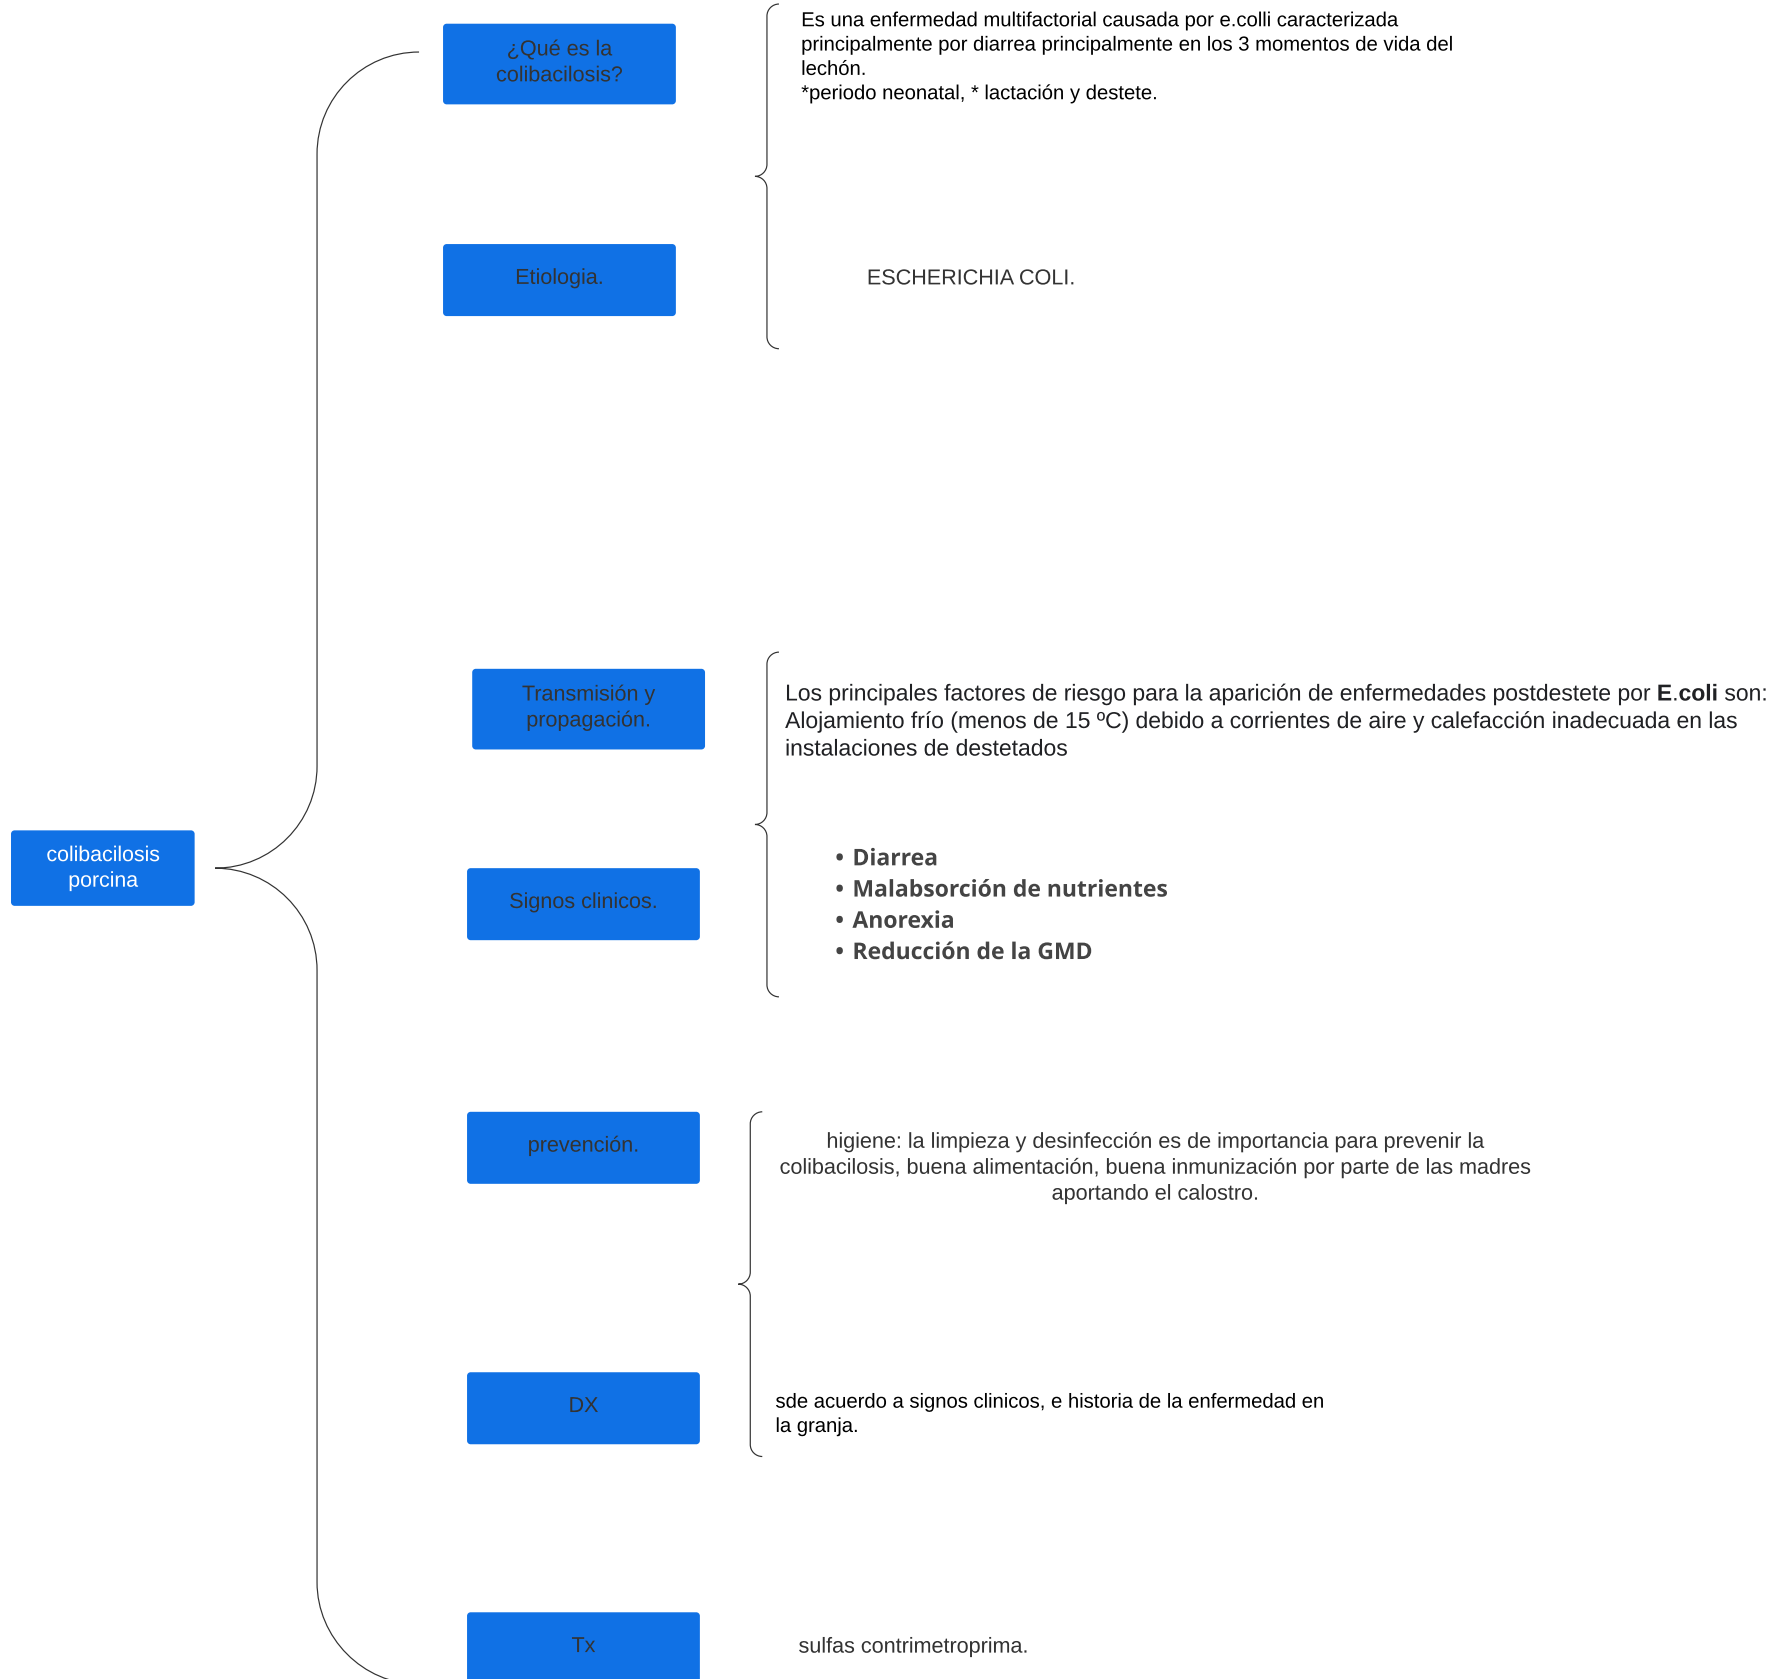 ¿Qué es la
colibacilosis?
Es una enfermedad multifactorial causada por e.colli caracterizada
principalmente por diarrea principalmente en los 3 momentos de vida del
lechón.
*periodo neonatal, * lactación y destete.
Etiologia.
ESCHERICHIA COLI.
Transmisión y
propagación.
Los principales factores de riesgo para la aparición de enfermedades postdestete por E.coli son:
Alojamiento frío (menos de 15 ºC) debido a corrientes de aire y calefacción inadecuada en las
instalaciones de destetados
colibacilosis
porcina
Signos clinicos.
• Diarrea
• Malabsorción de nutrientes
• Anorexia
• Reducción de la GMD
prevención.
higiene: la limpieza y desinfección es de importancia para prevenir la
colibacilosis, buena alimentación, buena inmunización por parte de las madres
aportando el calostro.
DX
sde acuerdo a signos clinicos, e historia de la enfermedad en
la granja.
Tx
sulfas contrimetroprima.